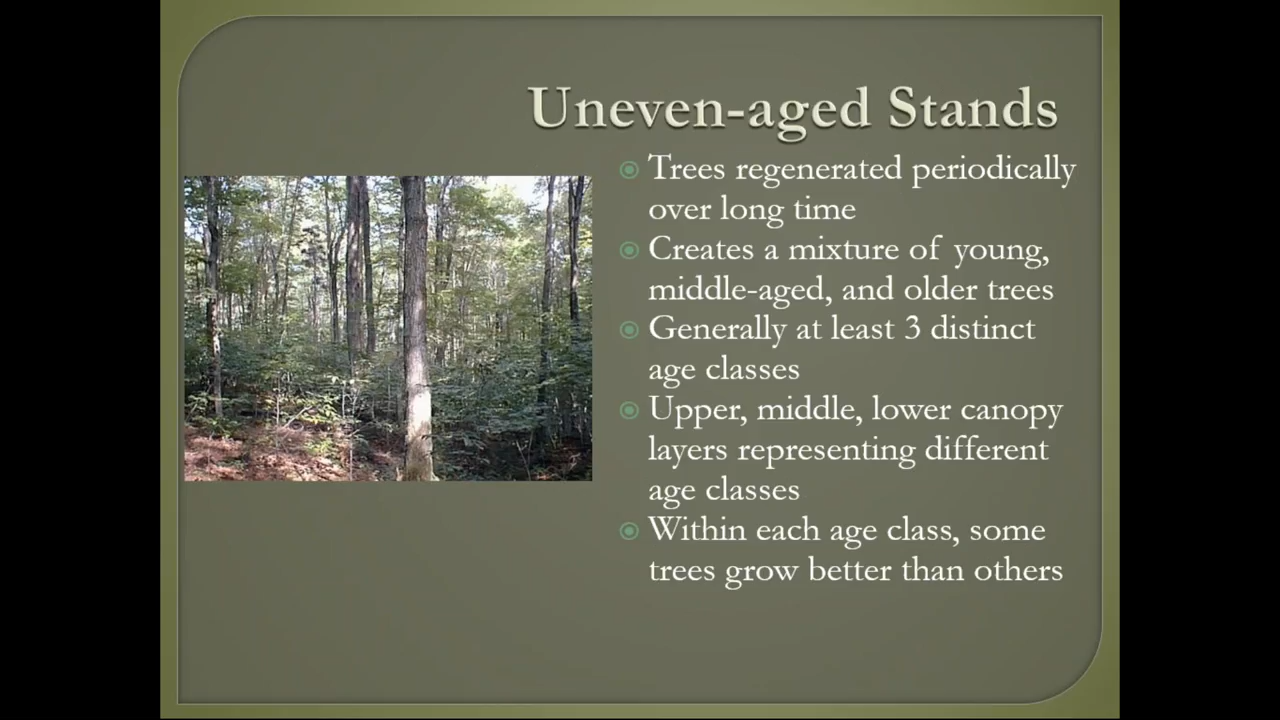 Uneven-aged Stands
Trees regenerated periodically
over long time
Creates a mixture of young,
middle-aged, and older trees
Generally at least 3 distinct
age classes
Upper, middle, lower canopy
layers representing different
age classes
Within each age class, some
trees grow better than others